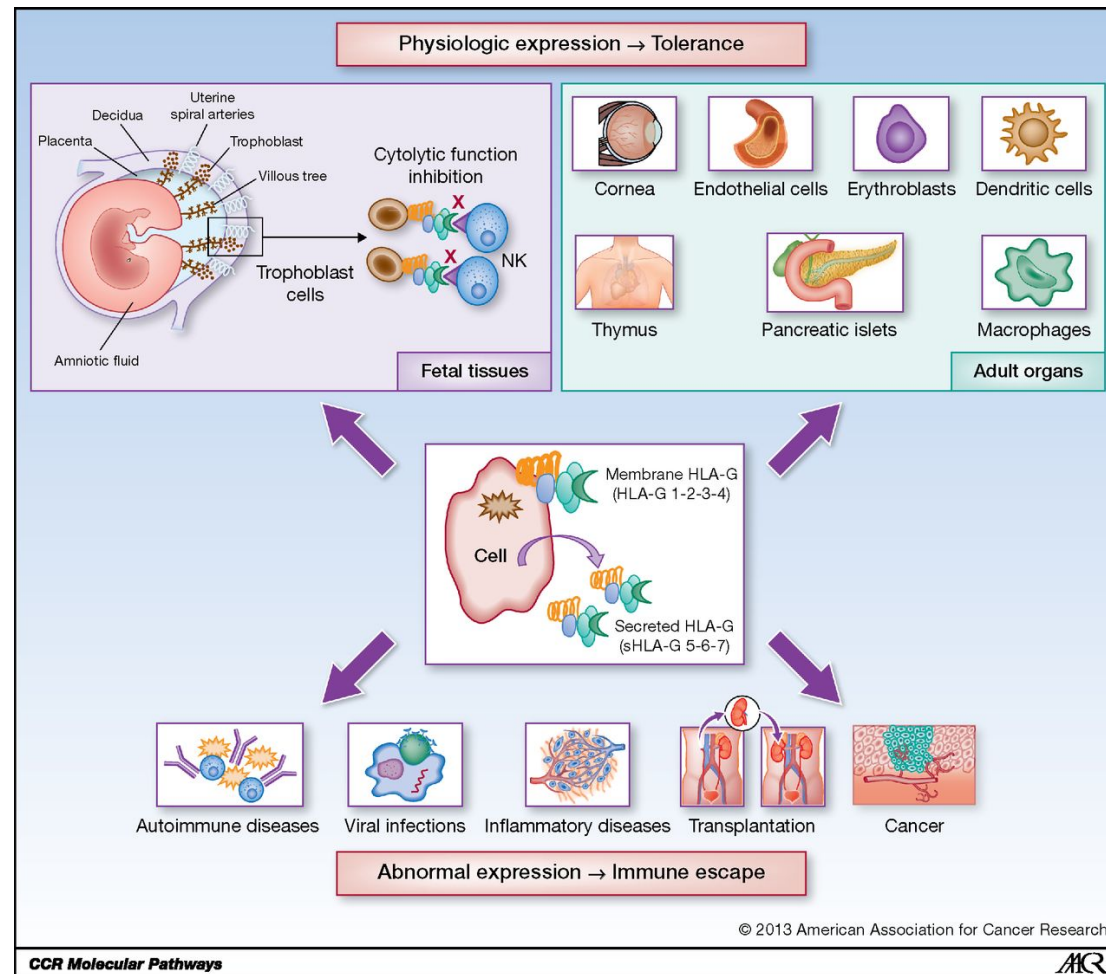 Physiologic expression → Tolerance
Uterine
spiral arteries
Decidua
Placenta
Trophoblast
Villous tree
Cytolytic function
inhibition
X
X
NK
Trophoblast
cells
Amniotic fluid
Fetal tissues
Cornea
Endothelial cells
Erythroblasts
Dendritic cells
Thymus
Pancreatic islets
Macrophages
Adult organs
Membrane HLA-G
(HLA-G 1-2-3-4)
Cell
Secreted HLA-G
(sHLA-G 5-6-7)
Autoimmune diseases
Viral infections
Inflammatory diseases
Transplantation
Cancer
Abnormal expression → Immune escape
© 2013 American Association for Cancer Research
CCR Molecular Pathways
AACR